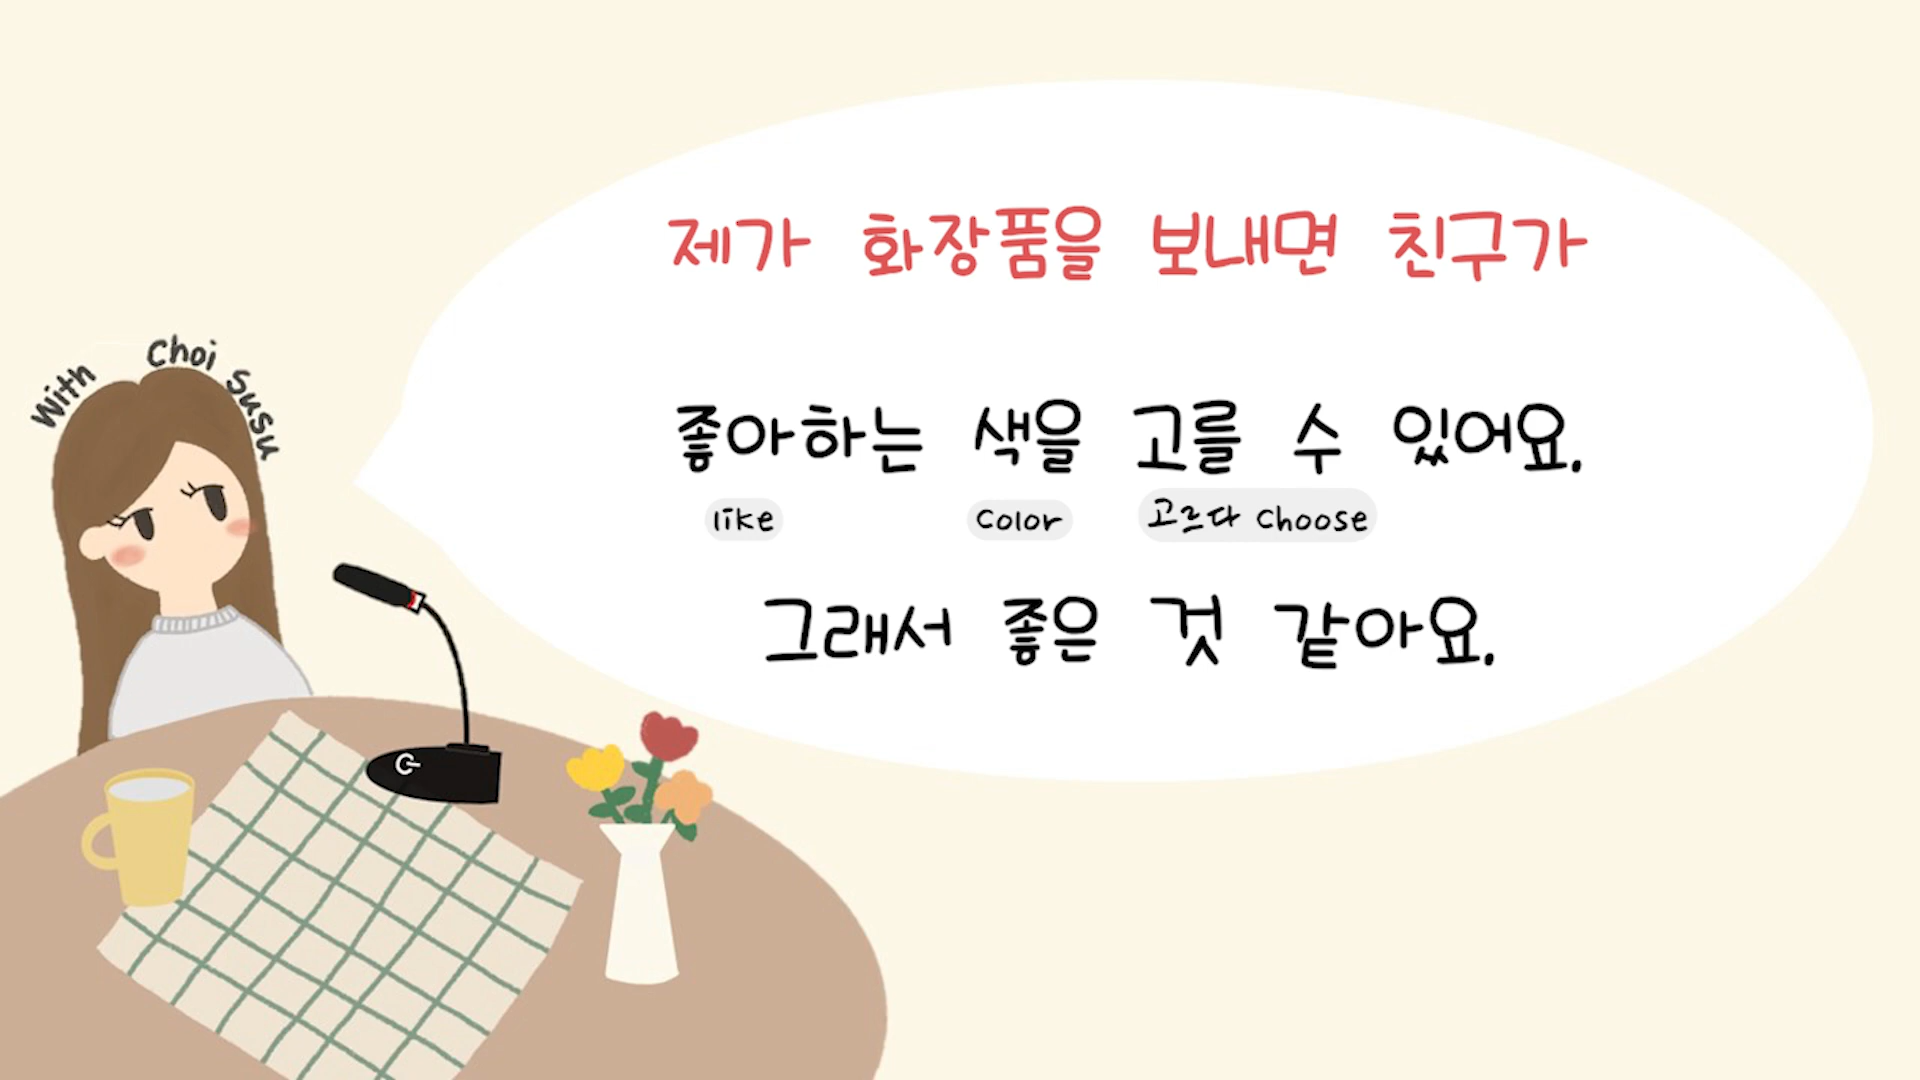 With Choi Susu
제가 화장품을 보내면 친구가
좋아하는 색을 고를 수 있어요.
like color 고르다 choose
그래서 좋은 것 같아요.